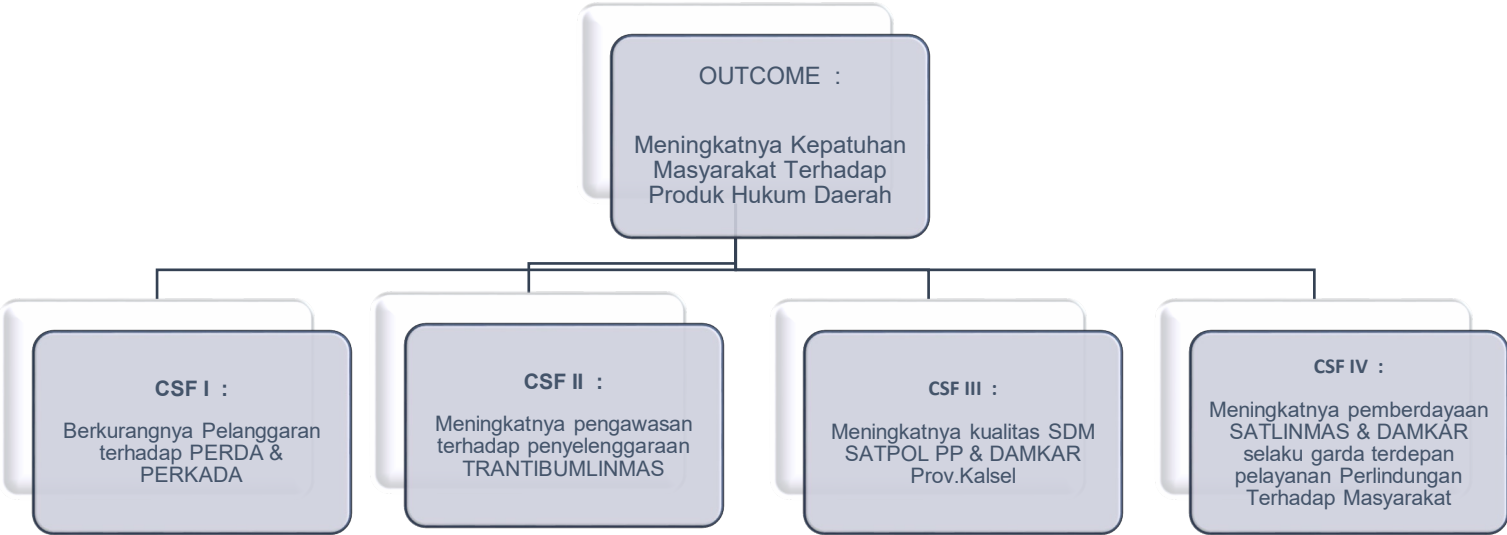 OUTCOME :
Meningkatnya Kepatuhan
Masyarakat Terhadap
Produk Hukum Daerah
CSF I :
Berkurangnya Pelanggaran
terhadap PERDA &
PERKADA
CSF II :
Meningkatnya pengawasan
terhadap penyelenggaraan
TRANTIBUMLINMAS
CSF III :
Meningkatnya kualitas SDM
SATPOL PP & DAMKAR
Prov.Kalsel
CSF IV :
Meningkatnya pemberdayaan
SATLINMAS & DAMKAR
selaku garda terdepan
pelayanan Perlindungan
Terhadap Masyarakat